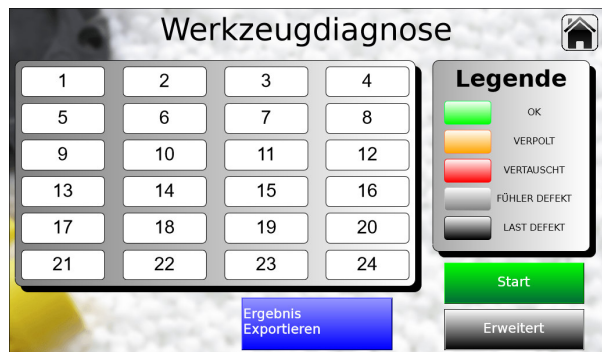 Werkzeugdiagnose
1 2 3 4
5 6 7 8
9 10 11 12
13 14 15 16
17 18 19 20
21 22 23 24
Legende
OK
VERPOLT
VERTAUSCHT
FÜHLER DEFEKT
LAST DEFEKT
Start
Ergebnis
Exportieren
Erweitert